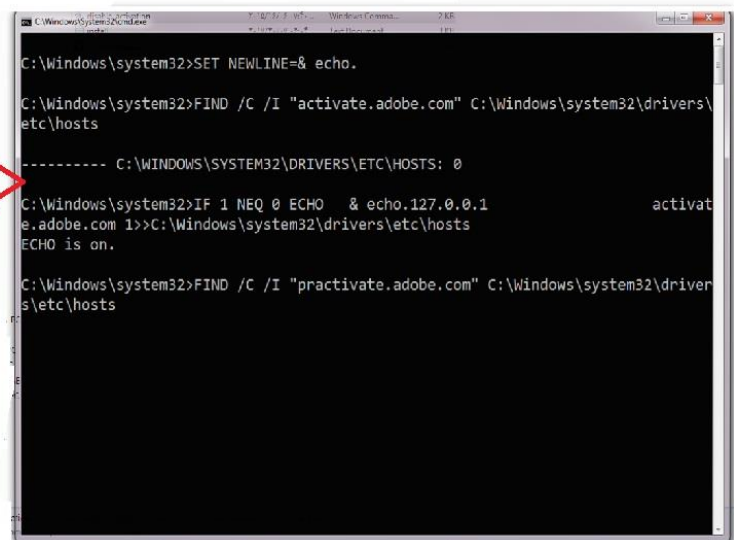 C:\Windows\System32\cmd.exe
C:\Windows\system32>SET NEWLINE=& echo.
C:\Windows\system32>FIND /C /I "activate.adobe.com" C:\Windows\system32\drivers\
etc\hosts
---------- C:\WINDOWS\SYSTEM32\DRIVERS\ETC\HOSTS: 0
C:\Windows\system32>IF 1 NEQ 0 ECHO   & echo.127.0.0.1                   activat
e.adobe.com 1>>C:\Windows\system32\drivers\etc\hosts
ECHO is on.
C:\Windows\system32>FIND /C /I "practivate.adobe.com" C:\Windows\system32\driver
s\etc\hosts